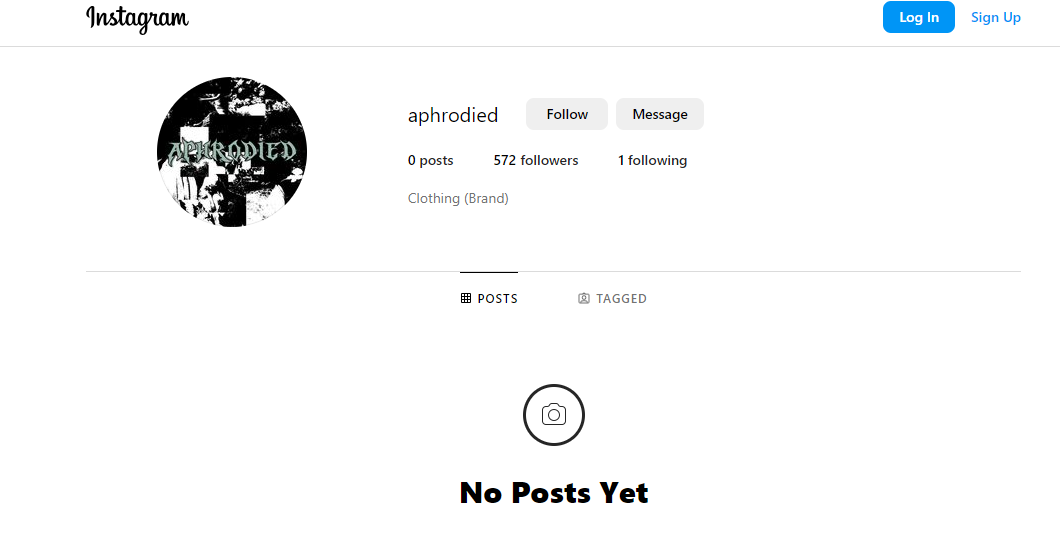 Instagram
Log In
Sign Up
aphrodied
Follow
Message
APHRODIED
0 posts
572 followers
1 following
Clothing (Brand)
POSTS
TAGGED
No Posts Yet